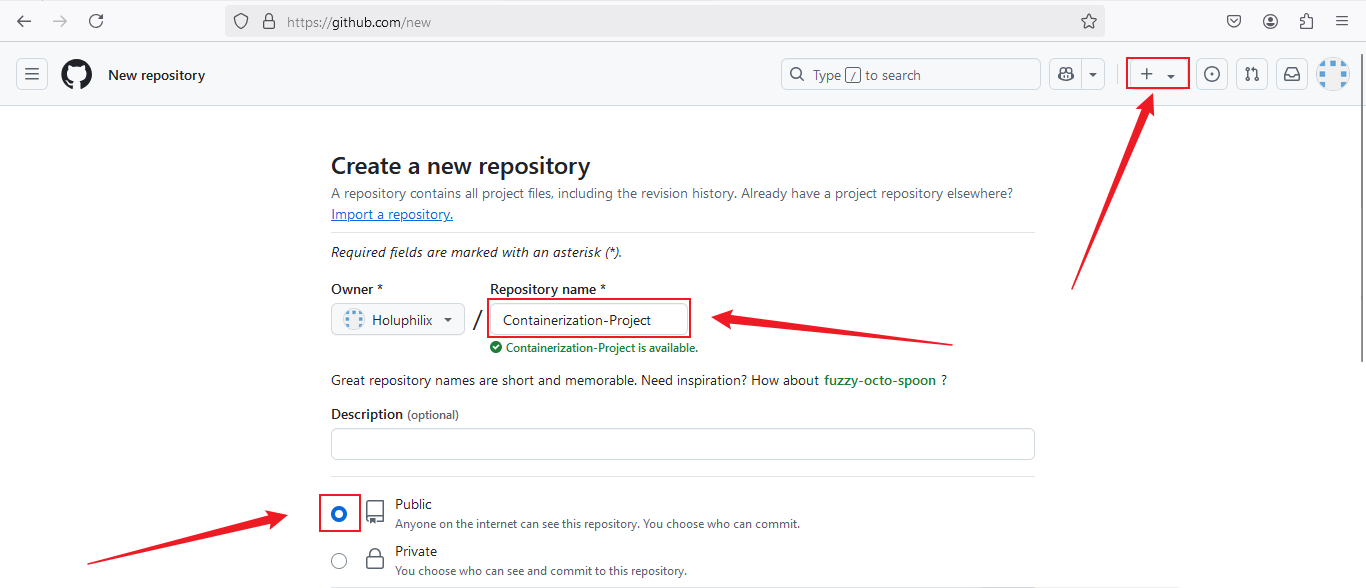 https://github.com/new
New repository
Type / to search
Create a new repository
A repository contains all project files, including the revision history. Already have a project repository elsewhere?
Import a repository.
Required fields are marked with an asterisk (*).
Owner *
Repository name *
Holuphilix
/
Containerization-Project
Containerization-Project is available.
Great repository names are short and memorable. Need inspiration? How about fuzzy-octo-spoon ?
Description (optional)
Public
Anyone on the internet can see this repository. You choose who can commit.
Private
You choose who can see and commit to this repository.